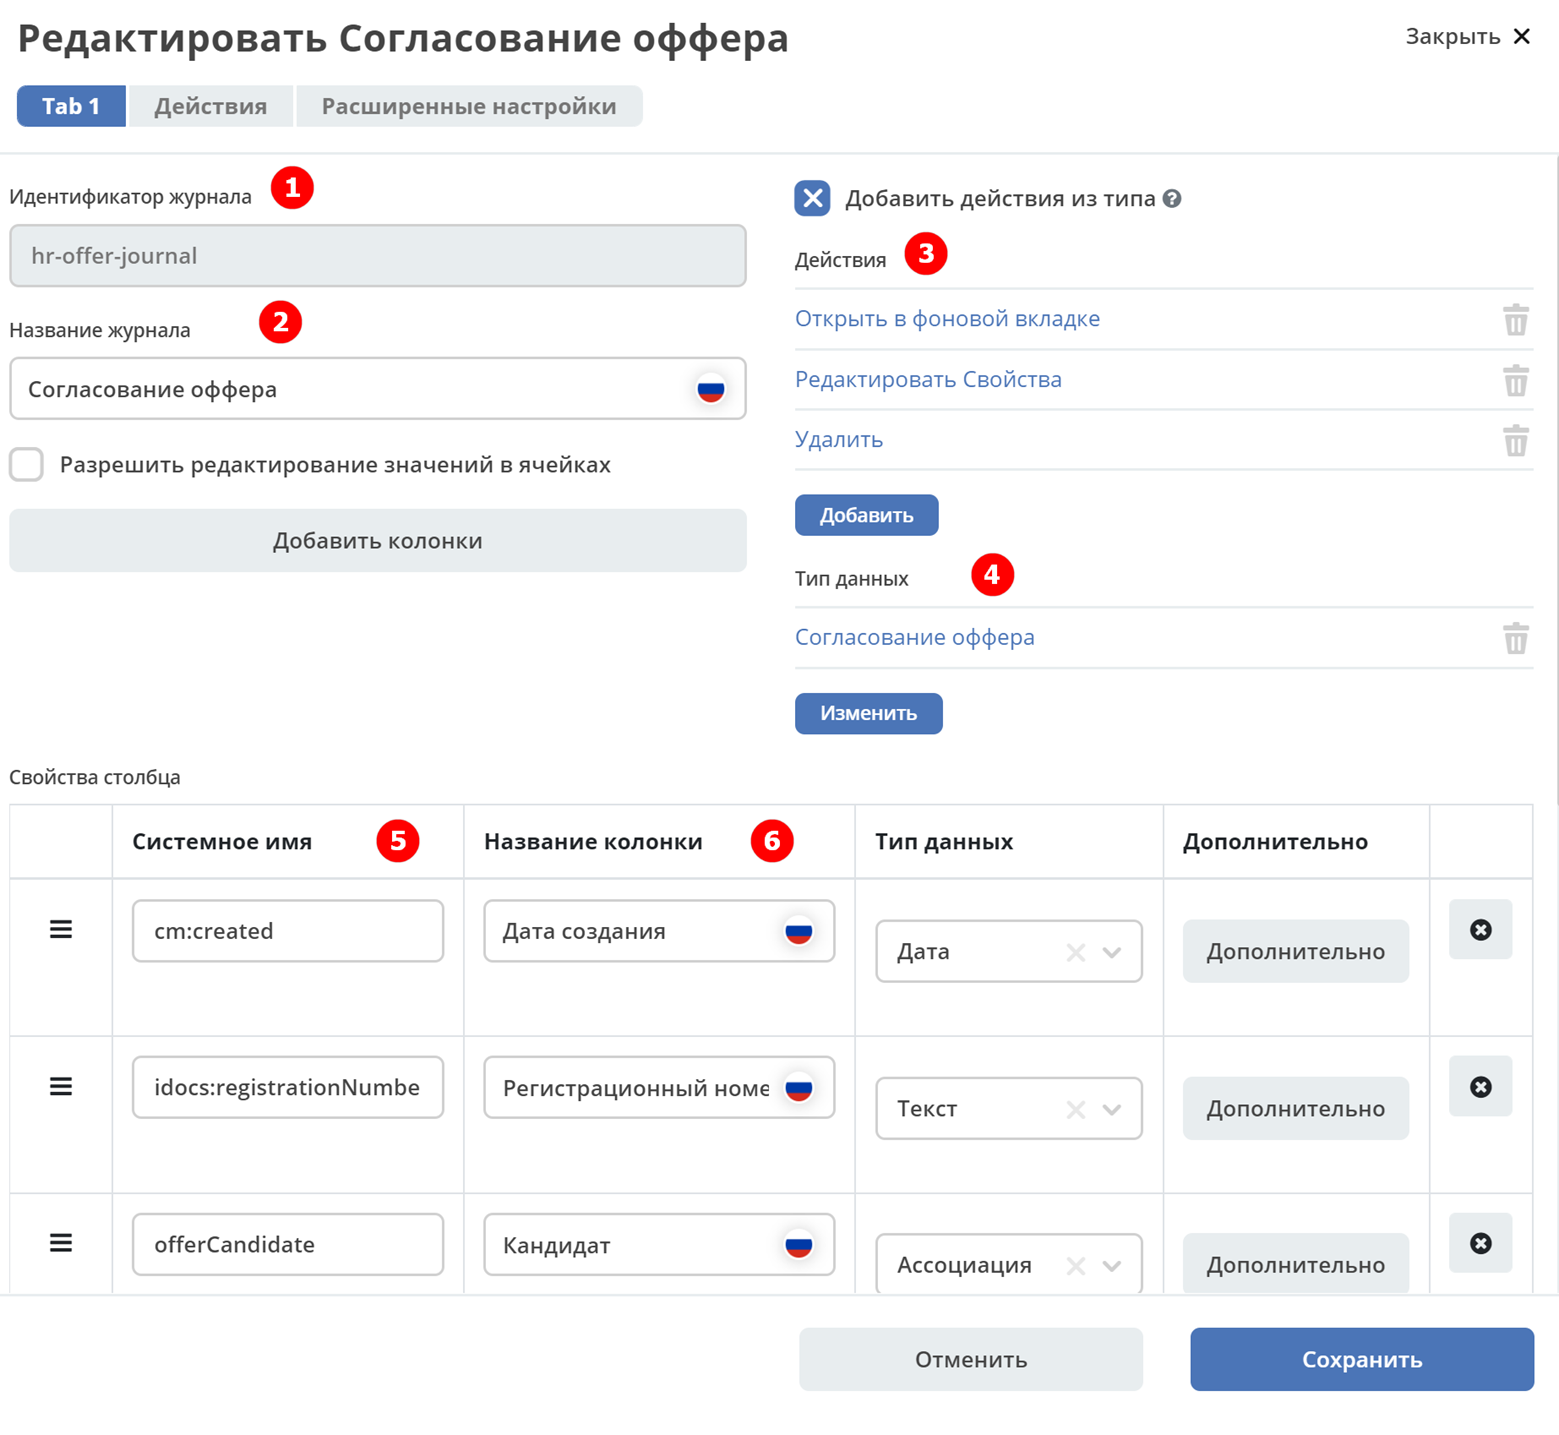 Редактировать Согласование оффера
Закрыть
Tab 1
Действия
Расширенные настройки
Идентификатор журнала 1
hr-offer-journal
Название журнала 2
Согласование оффера
Разрешить редактирование значений в ячейках
Добавить колонки
Добавить действия из типа ?
Действия 3
Открыть в фоновой вкладке
Редактировать Свойства
Удалить
Добавить
Тип данных 4
Согласование оффера
Изменить
Свойства столбца
Системное имя 5
Название колонки 6
Тип данных
Дополнительно
cm:created
Дата создания
Дата
Дополнительно
idocs:registrationNumbe
Регистрационный номе
Текст
Дополнительно
offerCandidate
Кандидат
Ассоциация
Дополнительно
Отменить
Сохранить